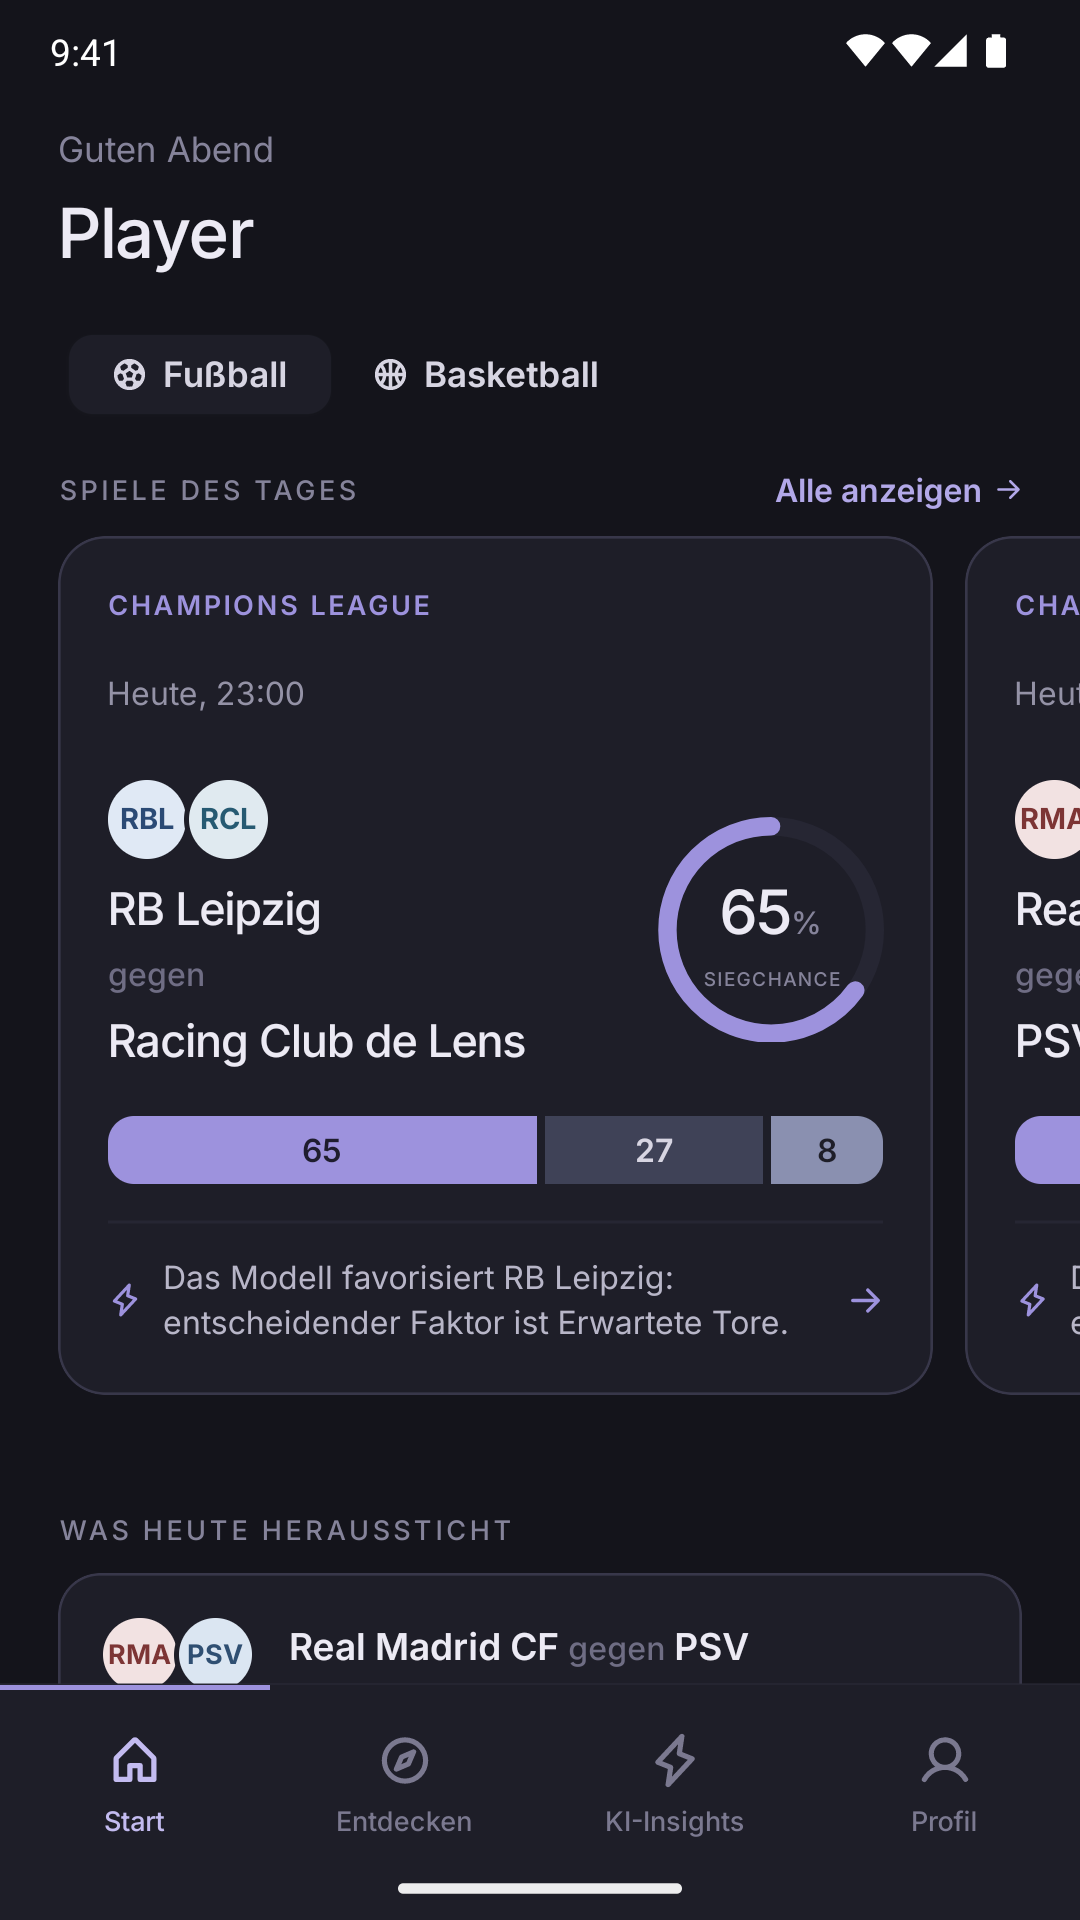 9:41
Guten Abend
Player
Fußball
Basketball
SPIELE DES TAGES
Alle anzeigen →
CHAMPIONS LEAGUE
Heute, 23:00
RBL RCL
RB Leipzig
gegen
Racing Club de Lens
65%
SIEGCHANCE
65 27 8
Das Modell favorisiert RB Leipzig:
entscheidender Faktor ist Erwartete Tore.
CHA
Heut
RMA
Rea
gege
PSV
WAS HEUTE HERAUSSTICHT
RMA PSV
Real Madrid CF gegen PSV
Start
Entdecken
KI-Insights
Profil